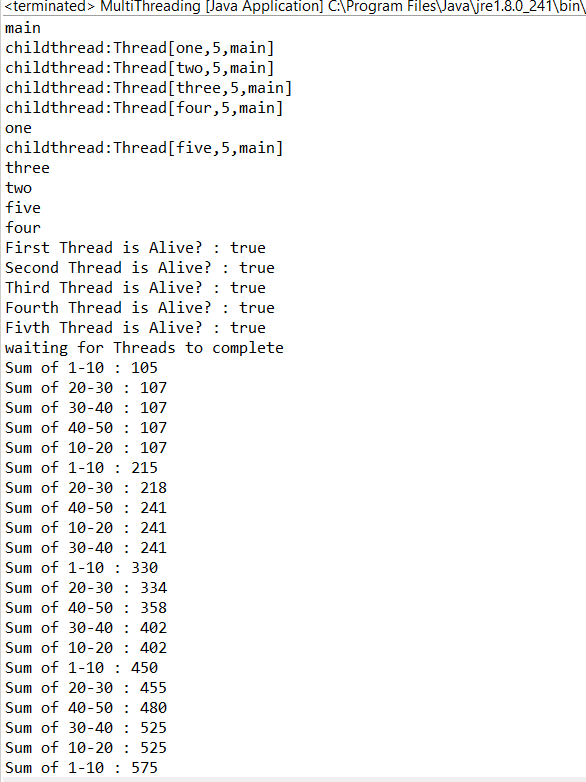 <terminated> MultiThreading [Java Application] C:\Program Files\Java\jre1.8.0_241\bin\
main
childthread:Thread[one,5,main]
childthread:Thread[two,5,main]
childthread:Thread[three,5,main]
childthread:Thread[four,5,main]
one
childthread:Thread[five,5,main]
three
two
five
four
First Thread is Alive? : true
Second Thread is Alive? : true
Third Thread is Alive? : true
Fourth Thread is Alive? : true
Fivth Thread is Alive? : true
waiting for Threads to complete
Sum of 1-10 : 105
Sum of 20-30 : 107
Sum of 30-40 : 107
Sum of 40-50 : 107
Sum of 10-20 : 107
Sum of 1-10 : 215
Sum of 20-30 : 218
Sum of 40-50 : 241
Sum of 10-20 : 241
Sum of 30-40 : 241
Sum of 1-10 : 330
Sum of 20-30 : 334
Sum of 40-50 : 358
Sum of 30-40 : 402
Sum of 10-20 : 402
Sum of 1-10 : 450
Sum of 20-30 : 455
Sum of 40-50 : 480
Sum of 30-40 : 525
Sum of 10-20 : 525
Sum of 1-10 : 575